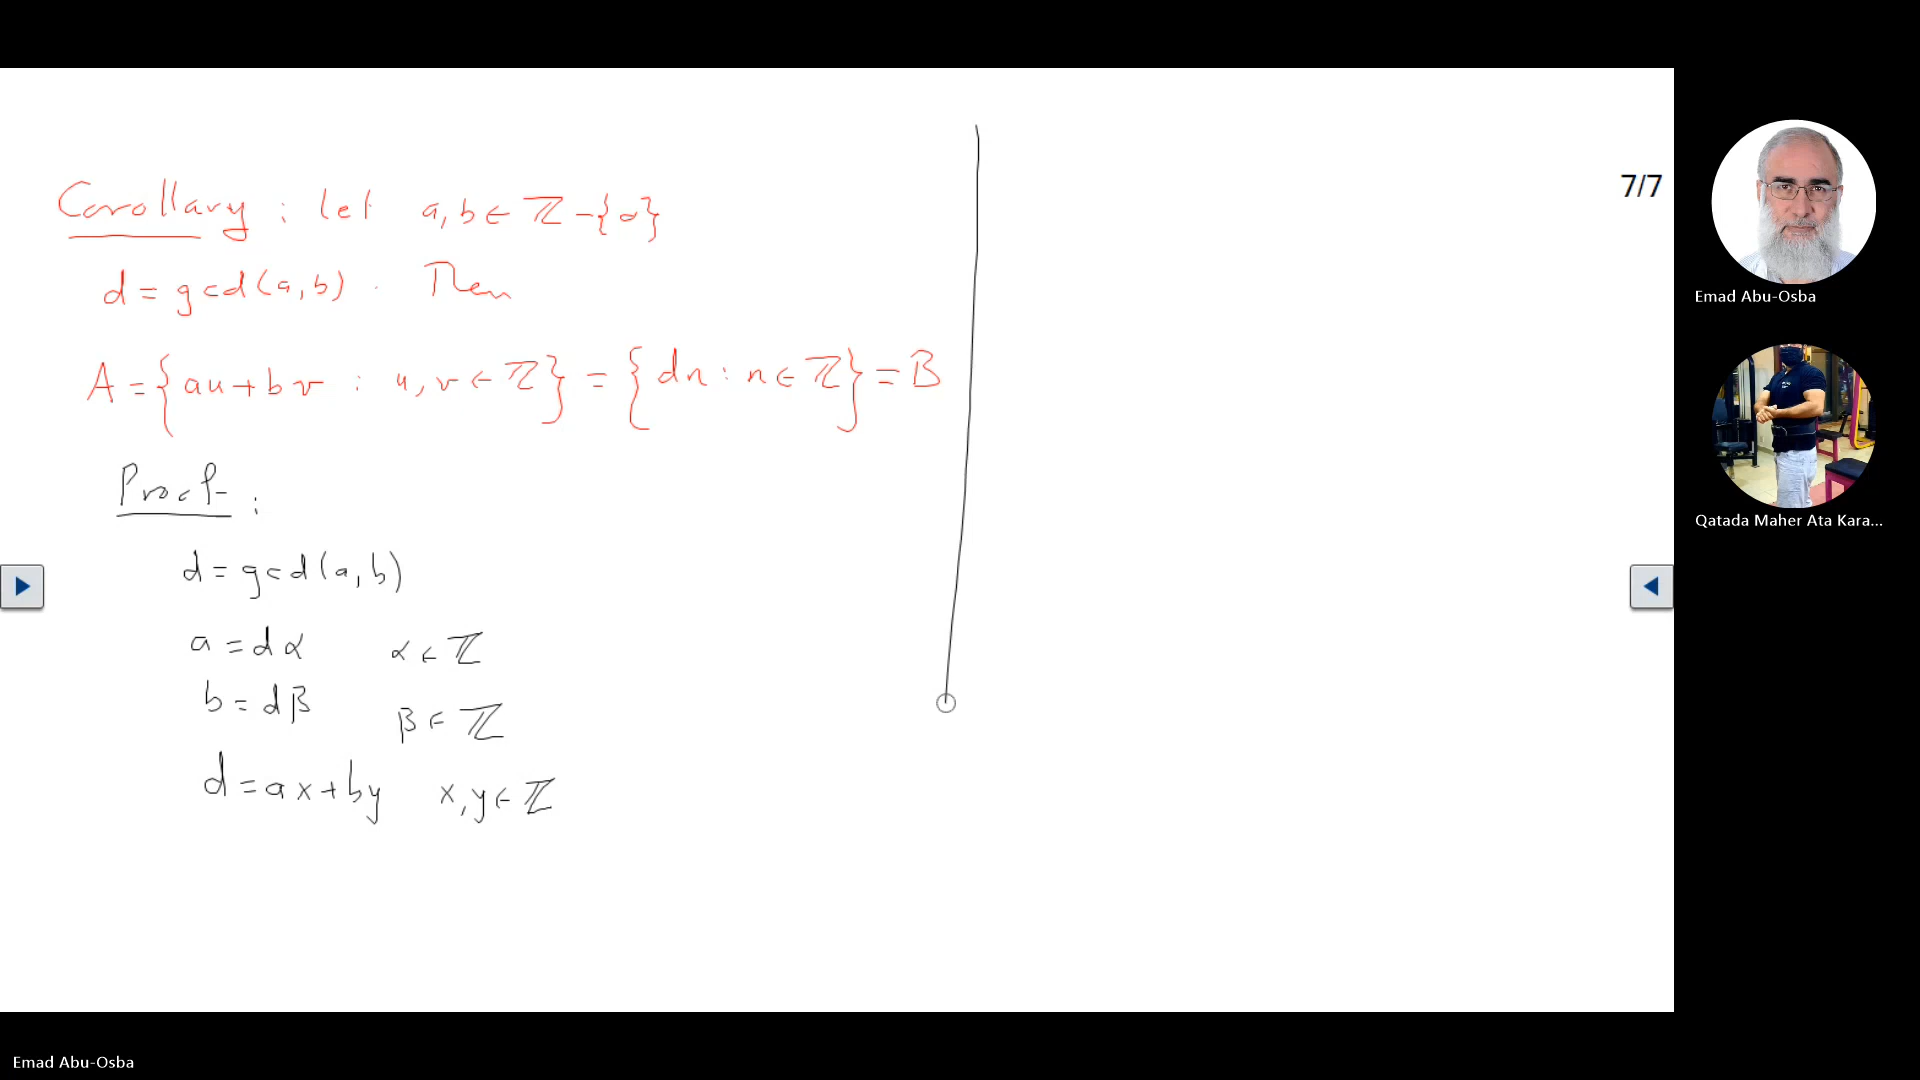 Corollary : let a, b ∈ ℤ - {0}
d = gcd(a, b) . Then
A = {au + bv : u, v ∈ ℤ} = {dn : n ∈ ℤ} = B
Proof :
d = gcd(a, b)
a = dα α ∈ ℤ
b = dβ β ∈ ℤ
d = ax + by x, y ∈ ℤ
7/7
Emad Abu-Osba
Qatada Maher Ata Kara...
Emad Abu-Osba